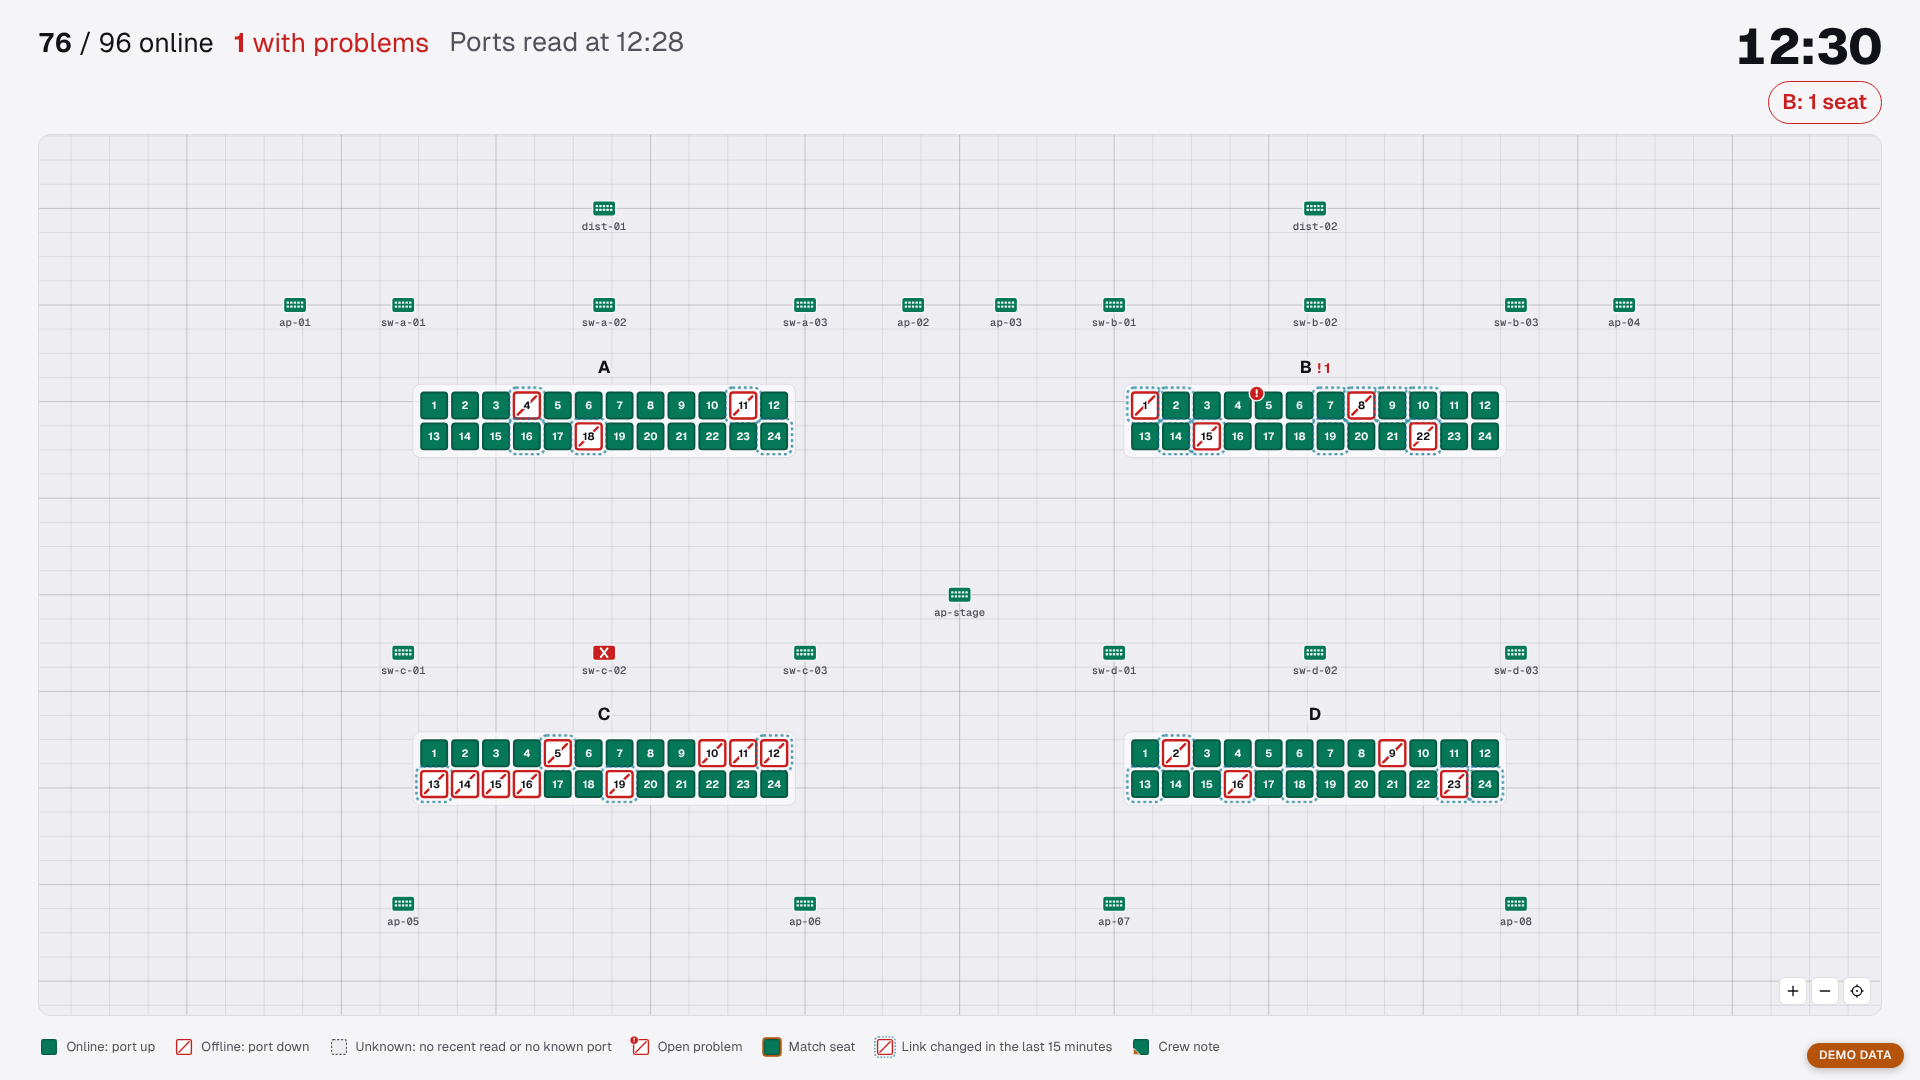 76 / 96 online 1 with problems Ports read at 12:28
12:30
B: 1 seat
dist-01 dist-02
ap-01 sw-a-01 sw-a-02 sw-a-03 ap-02 ap-03 sw-b-01 sw-b-02 sw-b-03 ap-04
A B !1
1 2 3 4 5 6 7 8 9 10 11 12 1 2 3 4 ! 5 6 7 8 9 10 11 12
13 14 15 16 17 18 19 20 21 22 23 24 13 14 15 16 17 18 19 20 21 22 23 24
ap-stage
X
sw-c-01 sw-c-02 sw-c-03 sw-d-01 sw-d-02 sw-d-03
C D
1 2 3 4 5 6 7 8 9 10 11 12 1 2 3 4 5 6 7 8 9 10 11 12
13 14 15 16 17 18 19 20 21 22 23 24 13 14 15 16 17 18 19 20 21 22 23 24
ap-05 ap-06 ap-07 ap-08
+ −
Online: port up Offline: port down Unknown: no recent read or no known port Open problem Match seat Link changed in the last 15 minutes Crew note
DEMO DATA